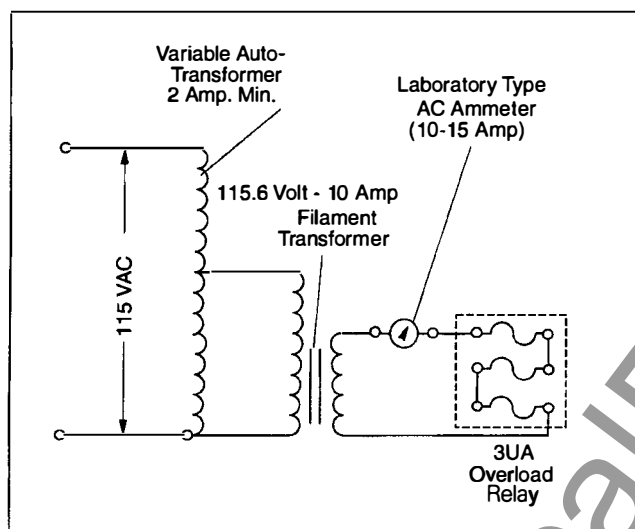 Variable Auto-
Transformer
2 Amp. Min.
Laboratory Type
AC Ammeter
(10-15 Amp)
115.6 Volt - 10 Amp
Filament
Transformer
115 VAC
3UA
Overload
Relay